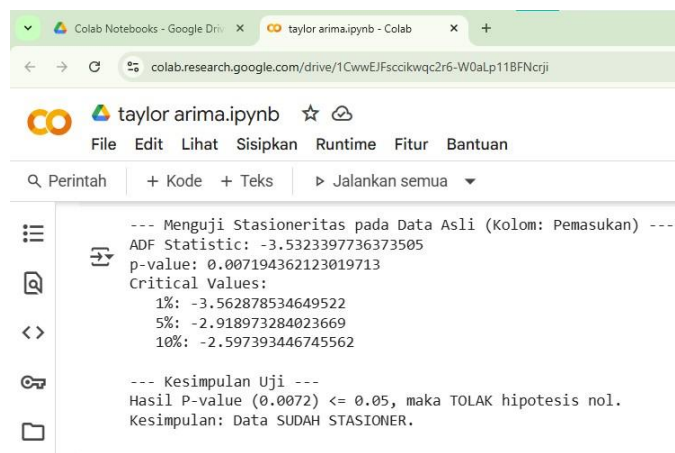 Colab Notebooks - Google Driv
taylor arima.ipynb - Colab
colab.research.google.com/drive/1CwwEJFsccikwqc2r6-W0aLp11BFNcrji
CO
taylor arima.ipynb
File Edit Lihat Sisipkan Runtime Fitur Bantuan
Perintah + Kode + Teks Jalankan semua
--- Menguji Stasioneritas pada Data Asli (Kolom: Pemasukan) ---
ADF Statistic: -3.5323397736373505
p-value: 0.007194362123019713
Critical Values:
1%: -3.562878534649522
5%: -2.918973284023669
10%: -2.597393446745562
--- Kesimpulan Uji ---
Hasil P-value (0.0072) <= 0.05, maka TOLAK hipotesis nol.
Kesimpulan: Data SUDAH STASIONER.